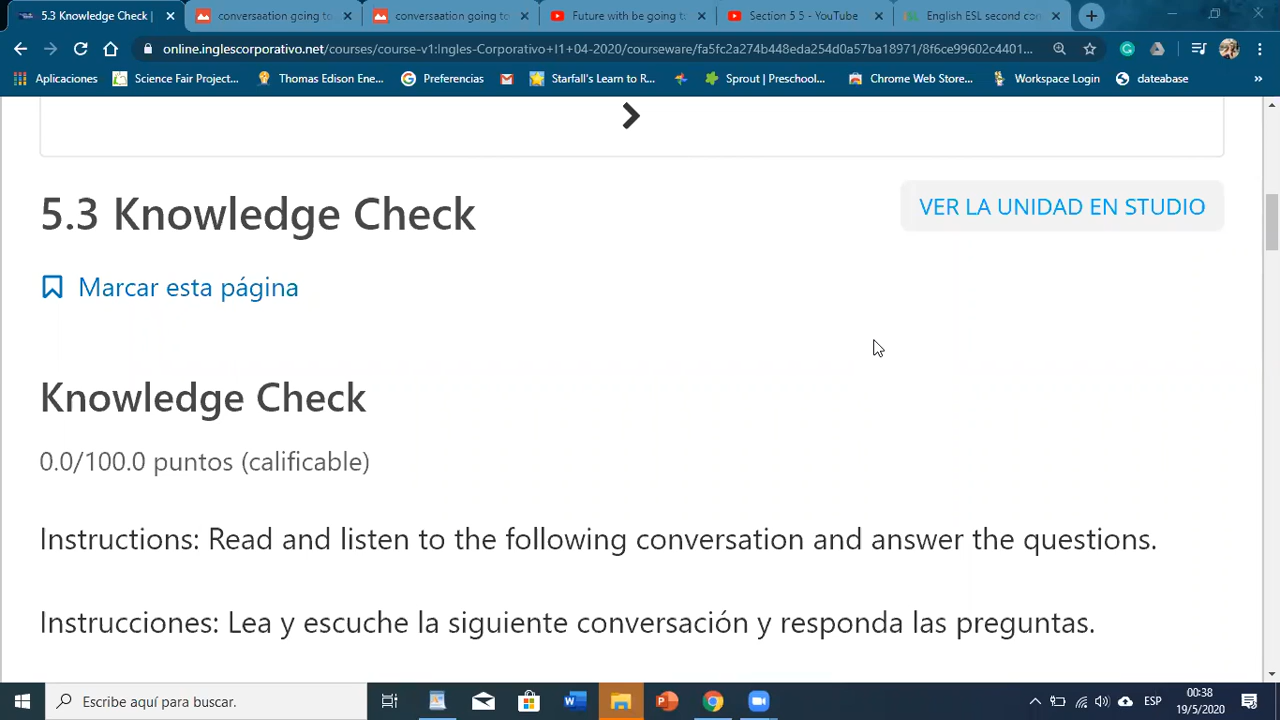 5.3 Knowledge Check |
conversaation going to
conversaation going to
Future with be going to
Section 5 5 - YouTube
English ESL second con
online.inglescorporativo.net/courses/course-v1:Ingles-Corporativo+I1+04-2020/courseware/fa5fc2a274b448eda254d0a57ba18971/8f6ce99602c4401...
Aplicaciones
Science Fair Project...
Thomas Edison Ene...
Preferencias
Starfall's Learn to R...
Sprout | Preschool...
Chrome Web Store...
Workspace Login
dateabase
»
5.3 Knowledge Check
VER LA UNIDAD EN STUDIO
Marcar esta página
Knowledge Check
0.0/100.0 puntos (calificable)
Instructions: Read and listen to the following conversation and answer the questions.
Instrucciones: Lea y escuche la siguiente conversación y responda las preguntas.
Escribe aquí para buscar.
ESP
00:38
19/5/2020